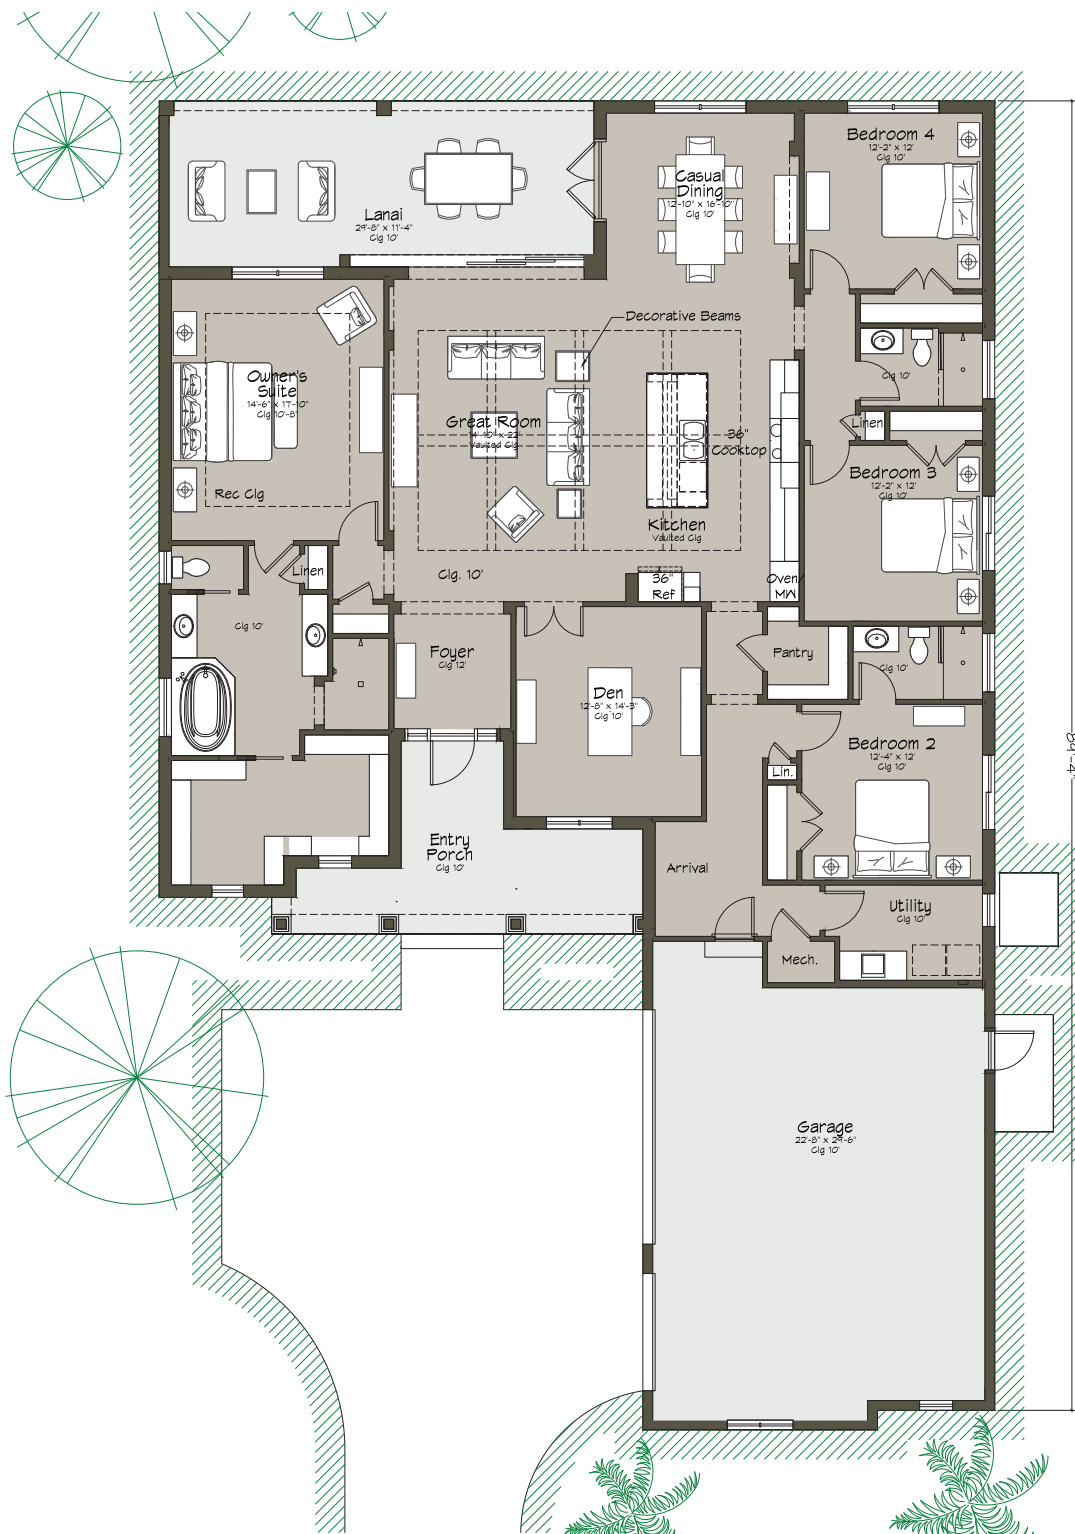 Bedroom 4
12'-2" x 12'
Clg 10'
Casual
Dining
12'-10" x 16'-10"
Clg 10'
Lanai
29'-8" x 11'-4"
Clg 10'
Decorative Beams
Owner's
Suite
14'-6" x 17'-10"
Clg 10'-8"
Rec Clg
Great Room
Vaulted Clg
36"
Cooktop
Clg 10'
Linen
Bedroom 3
12'-2" x 12'
Clg 10'
Kitchen
Vaulted Clg
Linen
Clg. 10'
36"
Ref
Oven/
MW
Clg 10'
Foyer
Clg 12'
Pantry
Clg 10'
Den
12'-8" x 14'-3"
Clg 10'
Bedroom 2
12'-4" x 12'
Clg 10'
Lin.
89'-4"
Entry
Porch
Clg 10'
Arrival
Utility
Clg 10'
Mech.
Garage
22'-8" x 29'-6"
Clg 10'